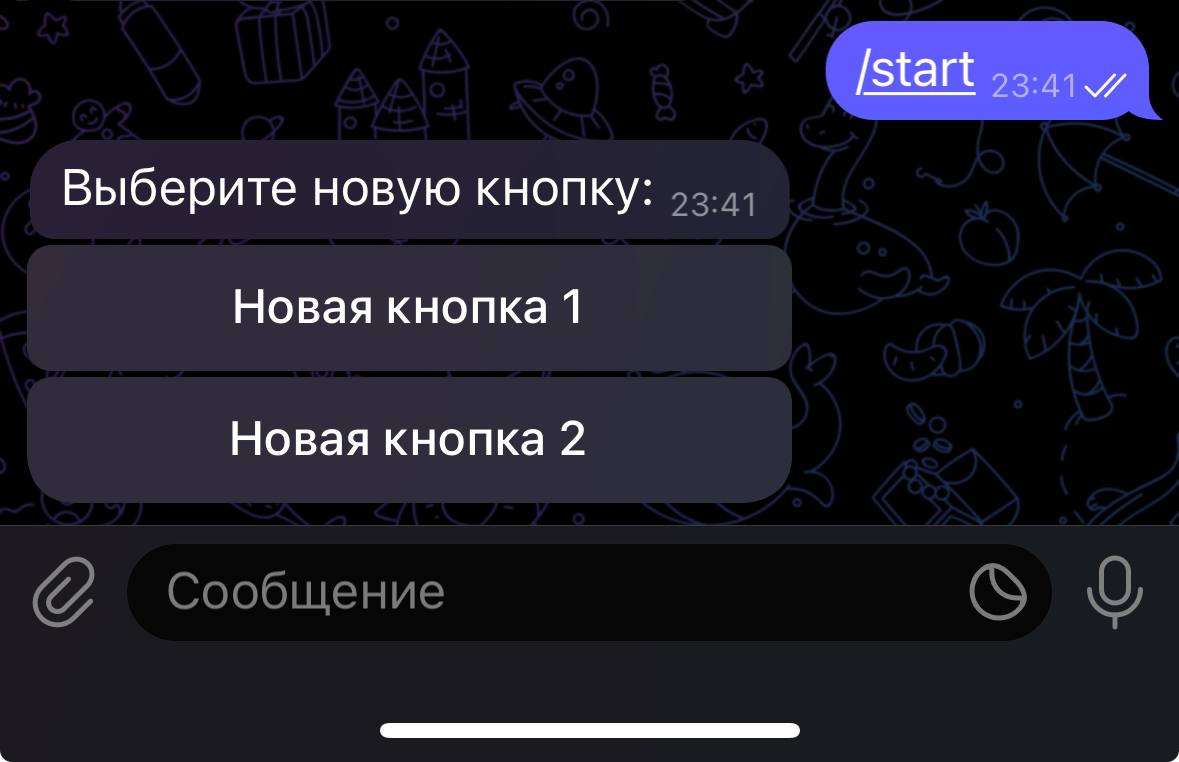 /start 23:41
Выберите новую кнопку: 23:41
Новая кнопка 1
Новая кнопка 2
Сообщение